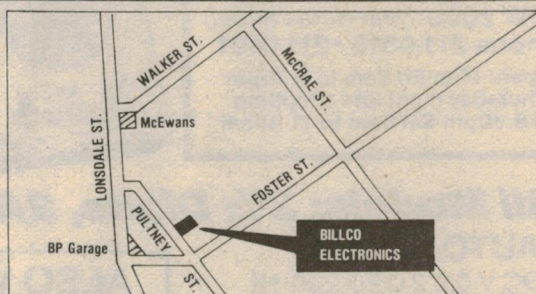 WALKER ST.
McCRAE ST.
LONSDALE ST.
McEwans
FOSTER ST.
PULTNEY
ST.
BP Garage
BILLCO
ELECTRONICS